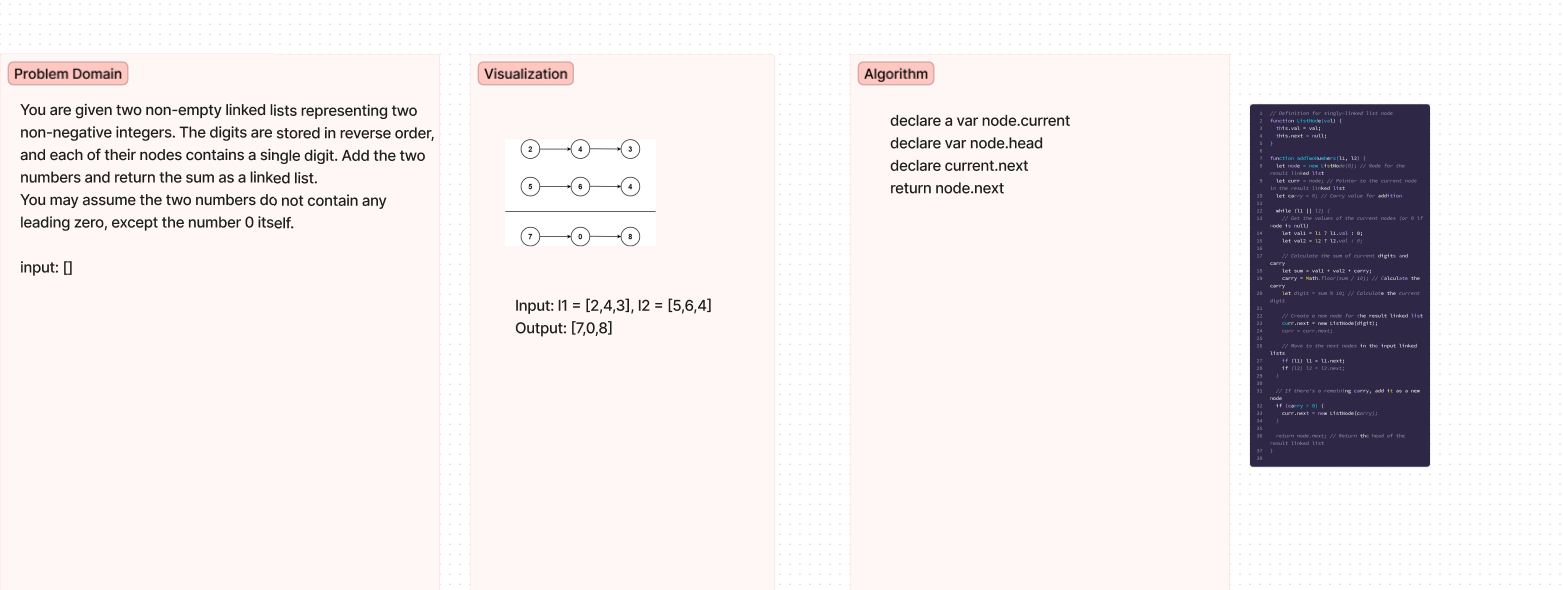 Problem Domain
You are given two non-empty linked lists representing two
non-negative integers. The digits are stored in reverse order,
and each of their nodes contains a single digit. Add the two
numbers and return the sum as a linked list.
You may assume the two numbers do not contain any
leading zero, except the number 0 itself.
input: []
Visualization
2 4 3
5 6 4
7 0 8
Input: l1 = [2,4,3], l2 = [5,6,4]
Output: [7,0,8]
Algorithm
declare a var node.current
declare var node.head
declare current.next
return node.next
1 // Definition for singly-linked list node
2 function ListNode(val) {
3 this.val = val;
4 this.next = null;
5 }
6
7 function addTwoNumbers(l1, l2) {
8 let node = new ListNode(0); // Node for the
result linked list
9 let curr = node; // Pointer to the current node
in the result linked list
10 let carry = 0; // Carry value for addition
11
12 while (l1 || l2) {
13 // Get the values of the current nodes (or 0 if
node is null)
14 let val1 = l1 ? l1.val : 0;
15 let val2 = l2 ? l2.val : 0;
16
17 // Calculate the sum of current digits and
carry
18 let sum = val1 + val2 + carry;
19 carry = Math.floor(sum / 10); // Calculate the
carry
20 let digit = sum % 10; // Calculate the current
digit
21
22 // Create a new node for the result linked list
23 curr.next = new ListNode(digit);
24 curr = curr.next;
25
26 // Move to the next nodes in the input linked
lists
27 if (l1) l1 = l1.next;
28 if (l2) l2 = l2.next;
29 }
30
31 // If there's a remaining carry, add it as a new
node
32 if (carry > 0) {
33 curr.next = new ListNode(carry);
34 }
35
36 return node.next; // Return the head of the
result linked list
37 }
38